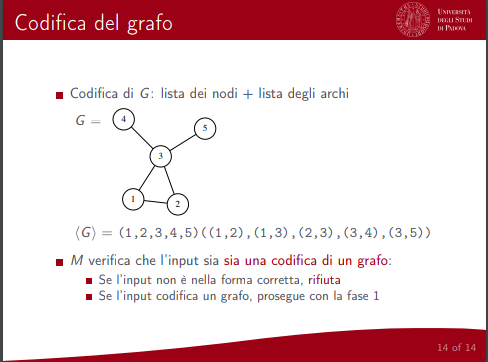 Codifica del grafo
UNIVERSITÀ
DEGLI STUDI
DI PADOVA
Codifica di G: lista dei nodi + lista degli archi
G =
4
5
3
1
2
⟨G⟩ = (1,2,3,4,5)((1,2),(1,3),(2,3),(3,4),(3,5))
M verifica che l'input sia sia una codifica di un grafo:
Se l'input non è nella forma corretta, rifiuta
Se l'input codifica un grafo, prosegue con la fase 1
14 of 14